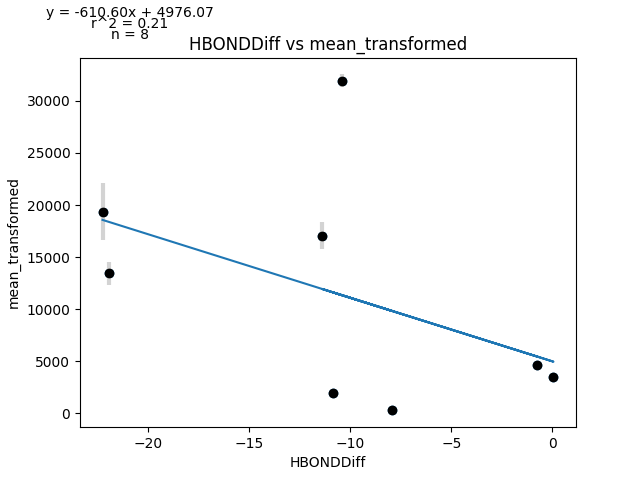 y = -610.60x + 4976.07
r^2 = 0.21
n = 8
HBONDDiff vs mean_transformed
30000
25000
20000
15000
10000
5000
0
mean_transformed
−20
−15
−10
−5
0
HBONDDiff